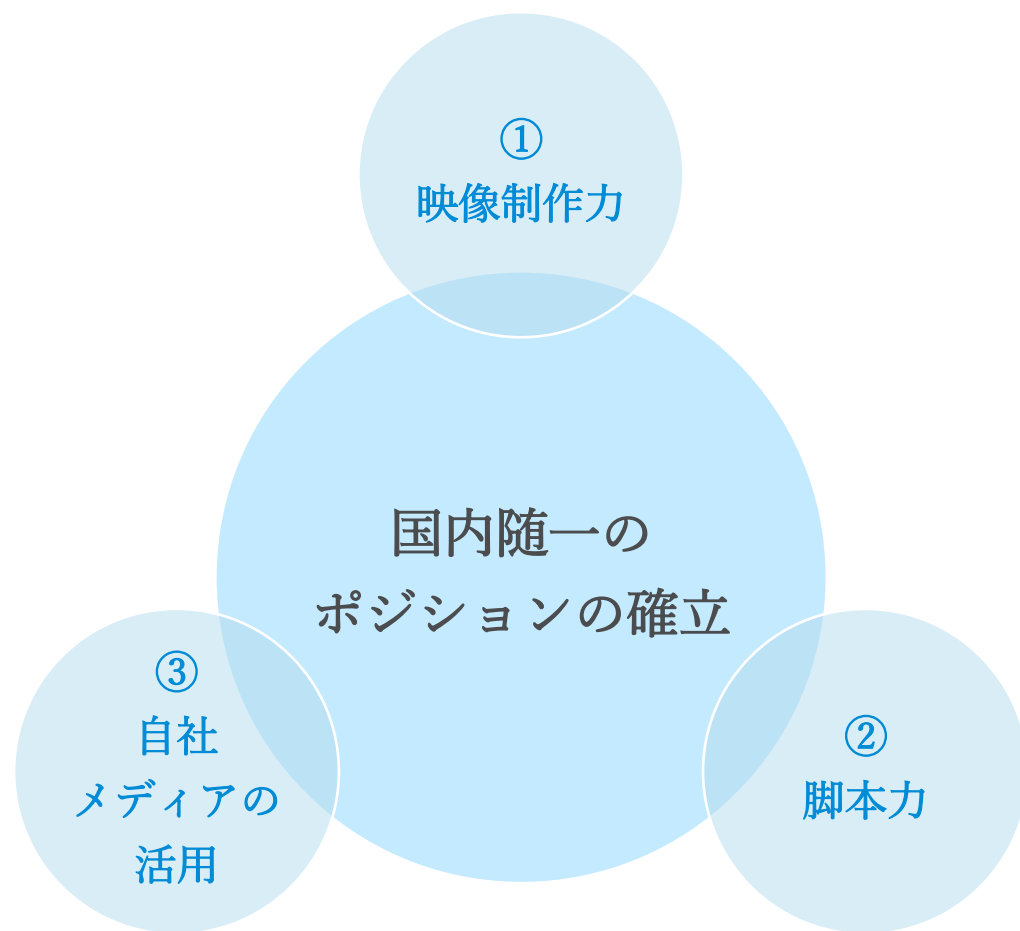 ①
映像制作力
国内随一の
ポジションの確立
②
脚本力
③
自社
メディアの
活用